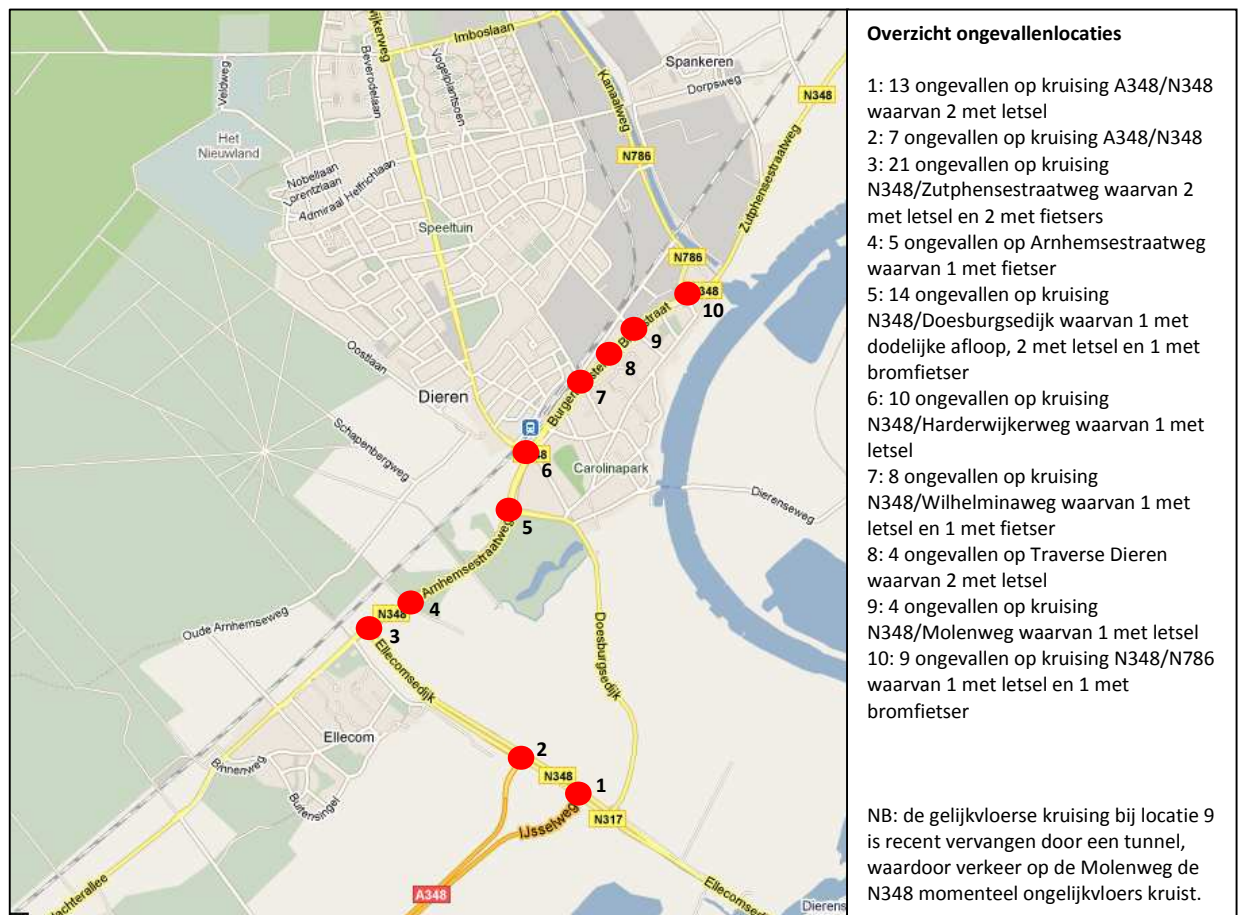 Imboslaan
wijkerweg
Beverodelaan
Vogelplantsoen
Veldweg
Kanaalweg
Spankeren
Dorpsweg
N348
Het
Nieuwland
Nobellaan
Lorentzlaan
Admiraal Helfrichlaan
N786
Zutphensestraatweg
Speeltuin
N786
348
10
straat
9
8
Oostlaan
7
Dieren
Burgemeester
Schapenbergweg
6
Carolinapark
5
Dierenseweg
Arnhemsestraatweg
4
N348
3
Oude Arnhemseweg
Doesburgsedijk
Ellecomsedijk
Ellecom
Binnenweg
Buitensingel
2
N348
1
N317
IJsselweg
A348
Ellecomsedijk
achterallee
Dierens
Overzicht ongevallenlocaties
1: 13 ongevallen op kruising A348/N348
waarvan 2 met letsel
2: 7 ongevallen op kruising A348/N348
3: 21 ongevallen op kruising
N348/Zutphensestraatweg waarvan 2
met letsel en 2 met fietsers
4: 5 ongevallen op Arnhemsestraatweg
waarvan 1 met fietser
5: 14 ongevallen op kruising
N348/Doesburgsedijk waarvan 1 met
dodelijke afloop, 2 met letsel en 1 met
bromfietser
6: 10 ongevallen op kruising
N348/Harderwijkerweg waarvan 1 met
letsel
7: 8 ongevallen op kruising
N348/Wilhelminaweg waarvan 1 met
letsel en 1 met fietser
8: 4 ongevallen op Traverse Dieren
waarvan 2 met letsel
9: 4 ongevallen op kruising
N348/Molenweg waarvan 1 met letsel
10: 9 ongevallen op kruising N348/N786
waarvan 1 met letsel en 1 met
bromfietser
NB: de gelijkvloerse kruising bij locatie 9
is recent vervangen door een tunnel,
waardoor verkeer op de Molenweg de
N348 momenteel ongelijkvloers kruist.